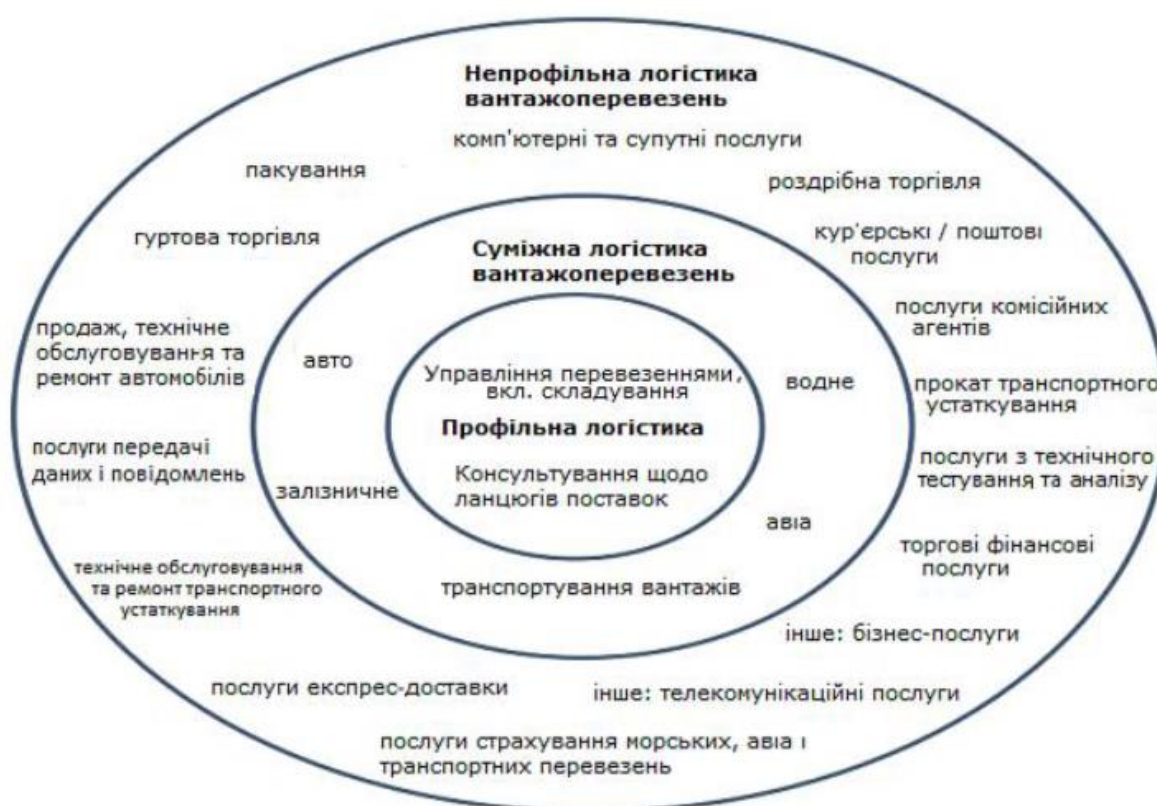 Непрофільна логістика
вантажоперевезень
комп'ютерні та супутні послуги
пакування
роздрібна торгівля
гуртова торгівля
кур'єрські / поштові
послуги
Суміжна логістика
вантажоперевезень
послуги комісійних
агентів
продаж, технічне
обслуговування та
ремонт автомобілів
авто
Управління перевезеннями,
вкл. складування
водне
прокат транспортного
устаткування
Профільна логістика
послуги передачі
даних і повідомлень
залізничне
Консультування щодо
ланцюгів поставок
послуги з технічного
тестування та аналізу
авіа
торгові фінансові
послуги
технічне обслуговування
та ремонт транспортного
устаткування
транспортування вантажів
інше: бізнес-послуги
послуги експрес-доставки
інше: телекомунікаційні послуги
послуги страхування морських, авіа і
транспортних перевезень